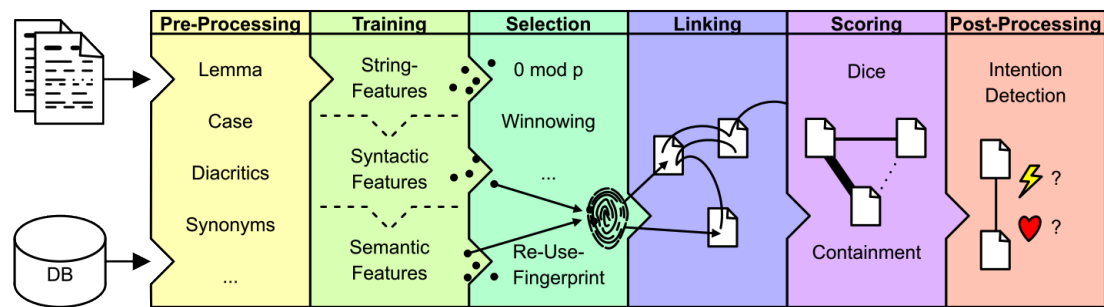 Pre-Processing
Training
Selection
Linking
Scoring
Post-Processing
Lemma
Case
Diacritics
Synonyms
...
DB
String-
Features
Syntactic
Features
Semantic
Features
0 mod p
Winnowing
...
Re-Use-
Fingerprint
Dice
Containment
Intention
Detection
?
?